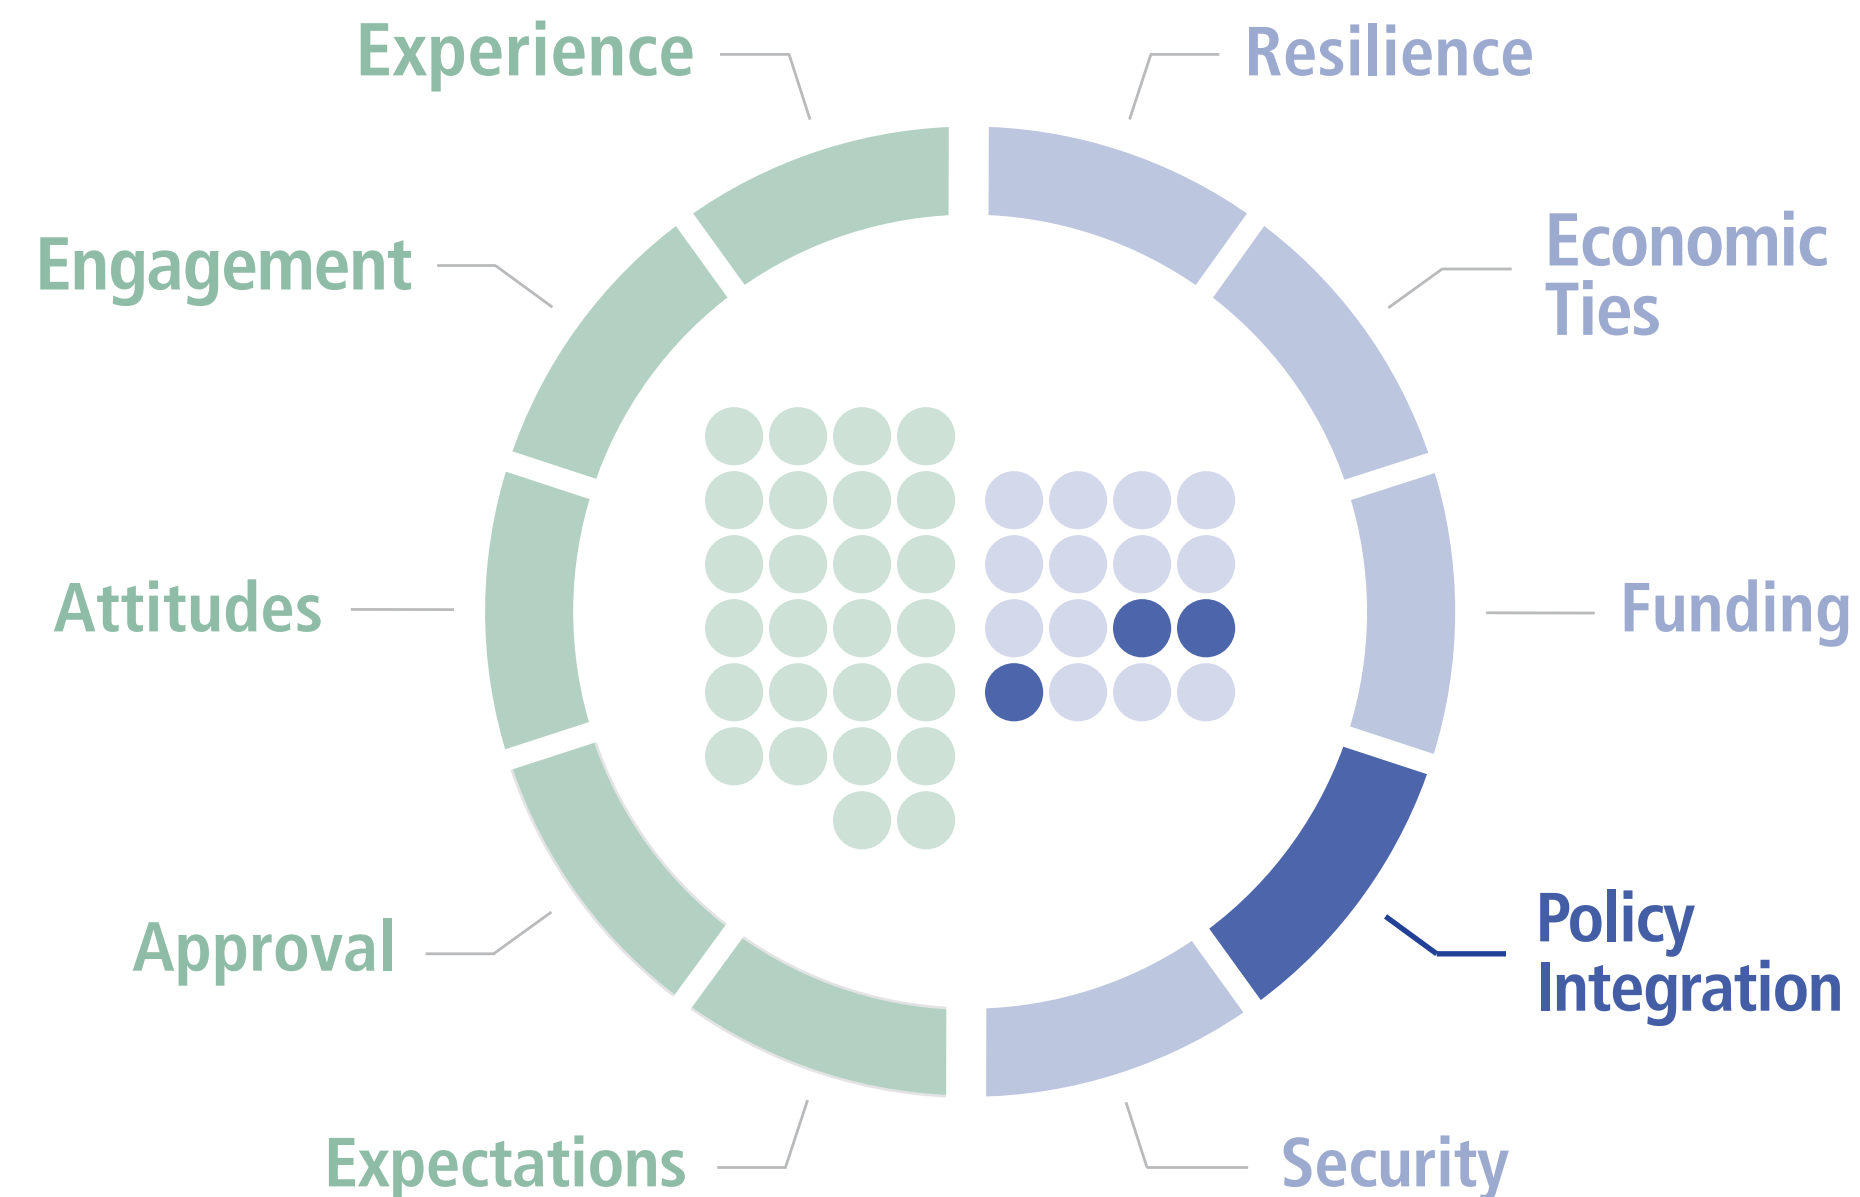 Experience
Resilience
Engagement
Economic
Ties
Attitudes
Funding
Approval
Policy
Integration
Expectations
Security